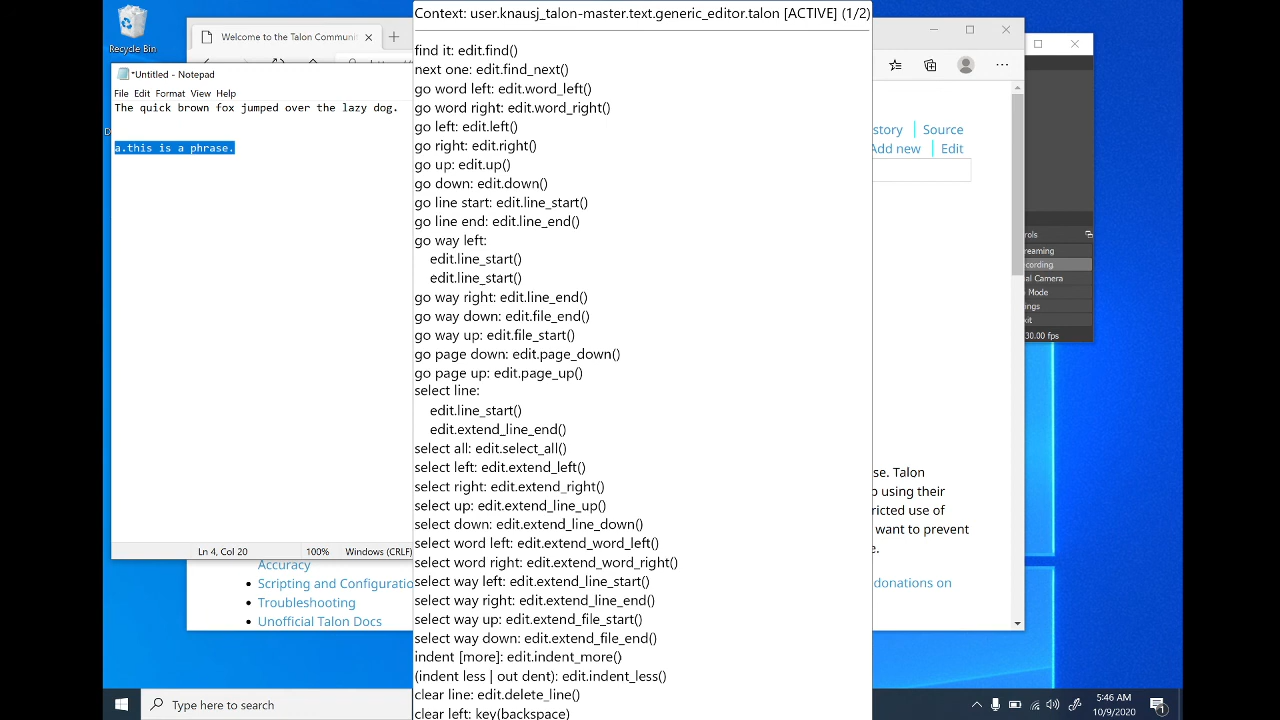 Recycle Bin
Welcome to the Talon Commun
*Untitled - Notepad
File Edit Format View Help
The quick brown fox jumped over the lazy dog.
a.this is a phrase.
Ln 4, Col 20 100% Windows (CRLF)
Accuracy
Scripting and Configuratio
Troubleshooting
Unofficial Talon Docs
Context: user.knausj_talon-master.text.generic_editor.talon [ACTIVE] (1/2)
find it: edit.find()
next one: edit.find_next()
go word left: edit.word_left()
go word right: edit.word_right()
go left: edit.left()
go right: edit.right()
go up: edit.up()
go down: edit.down()
go line start: edit.line_start()
go line end: edit.line_end()
go way left:
edit.line_start()
edit.line_start()
go way right: edit.line_end()
go way down: edit.file_end()
go way up: edit.file_start()
go page down: edit.page_down()
go page up: edit.page_up()
select line:
edit.line_start()
edit.extend_line_end()
select all: edit.select_all()
select left: edit.extend_left()
select right: edit.extend_right()
select up: edit.extend_line_up()
select down: edit.extend_line_down()
select word left: edit.extend_word_left()
select word right: edit.extend_word_right()
select way left: edit.extend_line_start()
select way right: edit.extend_line_end()
select way up: edit.extend_file_start()
select way down: edit.extend_file_end()
indent [more]: edit.indent_more()
(indent less | out dent): edit.indent_less()
clear line: edit.delete_line()
clear left: key(backspace)
story Source
Add new Edit
se. Talon
o using their
ricted use of
want to prevent
e.
donations on
rols
reaming
ecording
al Camera
Mode
ings
xit
30.00 fps
Type here to search
5:46 AM
10/9/2020
1